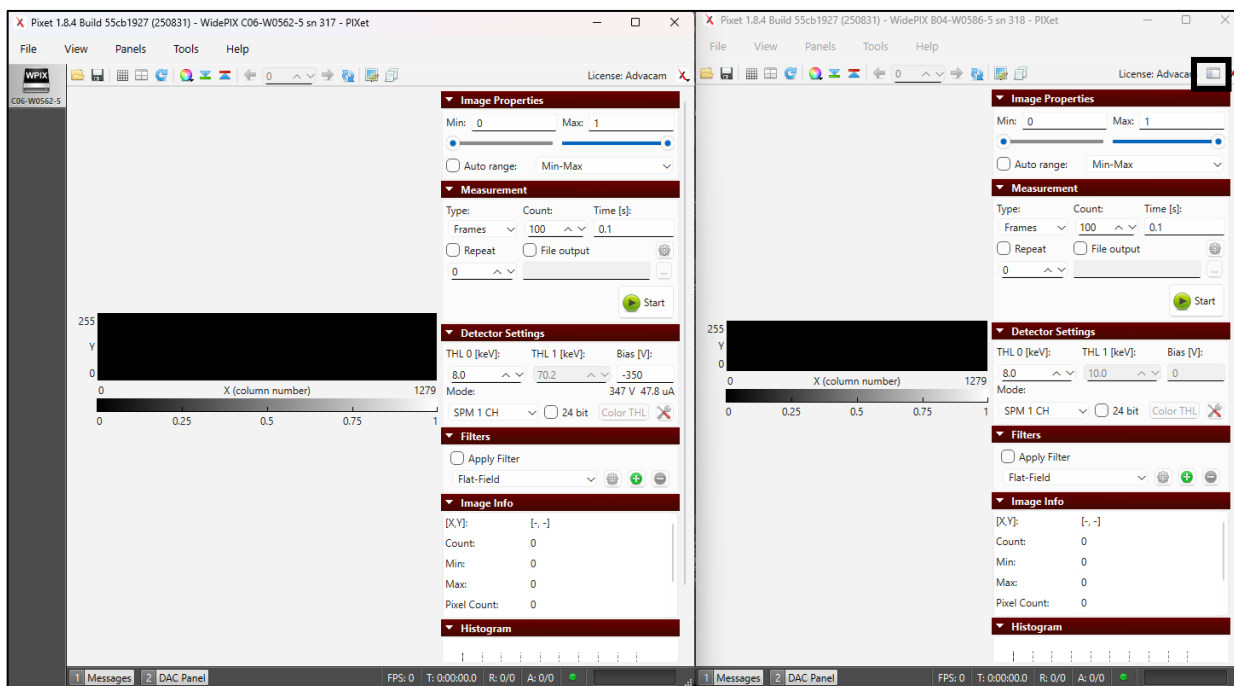 Pixet 1.8.4 Build 55cb1927 (250831) - WidePIX C06-W0562-5 sn 317 - PIXet
File View Panels Tools Help
WPIX
C06-W0562-5
0
License: Advacam
Image Properties
Min: 0 Max: 1
Auto range: Min-Max
Measurement
Type: Count: Time [s]:
Frames 100 0.1
Repeat File output
0 ...
Start
255
Y
0
0 X (column number) 1279
0 0.25 0.5 0.75 1
Detector Settings
THL 0 [keV]: THL 1 [keV]: Bias [V]:
8.0 70.2 -350
Mode: 347 V 47.8 uA
SPM 1 CH 24 bit Color THL
Filters
Apply Filter
Flat-Field
Image Info
[X,Y]: [-, -]
Count: 0
Min: 0
Max: 0
Pixel Count: 0
Histogram
1 Messages 2 DAC Panel FPS: 0 T: 0:00:00.0 R: 0/0 A: 0/0
Pixet 1.8.4 Build 55cb1927 (250831) - WidePIX B04-W0586-5 sn 318 - PIXet
File View Panels Tools Help
0
License: Advacam
Image Properties
Min: 0 Max: 1
Auto range: Min-Max
Measurement
Type: Count: Time [s]:
Frames 100 0.1
Repeat File output
0 ...
Start
255
Y
0
0 X (column number) 1279
0 0.25 0.5 0.75 1
Detector Settings
THL 0 [keV]: THL 1 [keV]: Bias [V]:
8.0 10.0 0
Mode:
SPM 1 CH 24 bit Color THL
Filters
Apply Filter
Flat-Field
Image Info
[X,Y]: [-, -]
Count: 0
Min: 0
Max: 0
Pixel Count: 0
Histogram
1 Messages 2 DAC Panel FPS: 0 T: 0:00:00.0 R: 0/0 A: 0/0